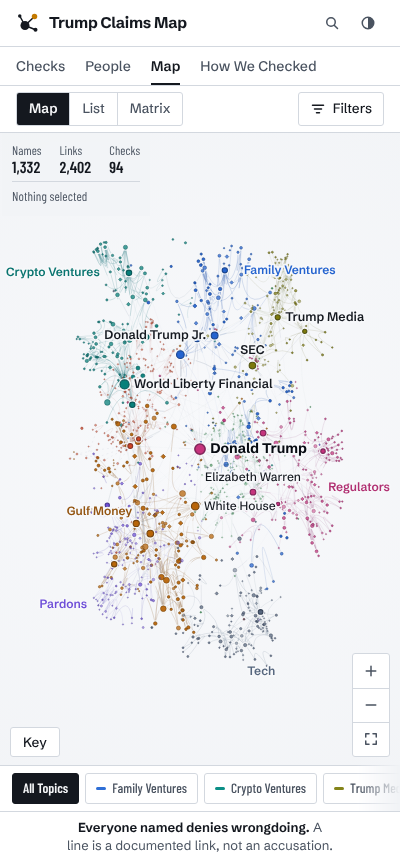 Trump Claims Map
Checks People Map How We Checked
Map List Matrix Filters
Names Links Checks
1,332 2,402 94
Nothing selected
Crypto Ventures
Family Ventures
Trump Media
Donald Trump Jr.
SEC
World Liberty Financial
Donald Trump
Elizabeth Warren
Regulators
White House
Gulf Money
Pardons
Tech
Key
All Topics Family Ventures Crypto Ventures Trump Me
Everyone named denies wrongdoing. A
line is a documented link, not an accusation.